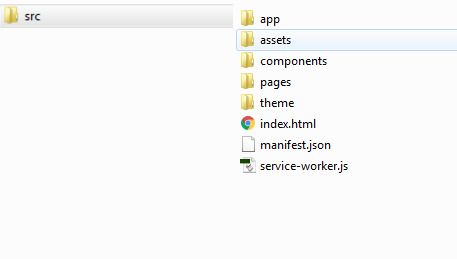 src
app
assets
components
pages
theme
index.html
manifest.json
service-worker.js